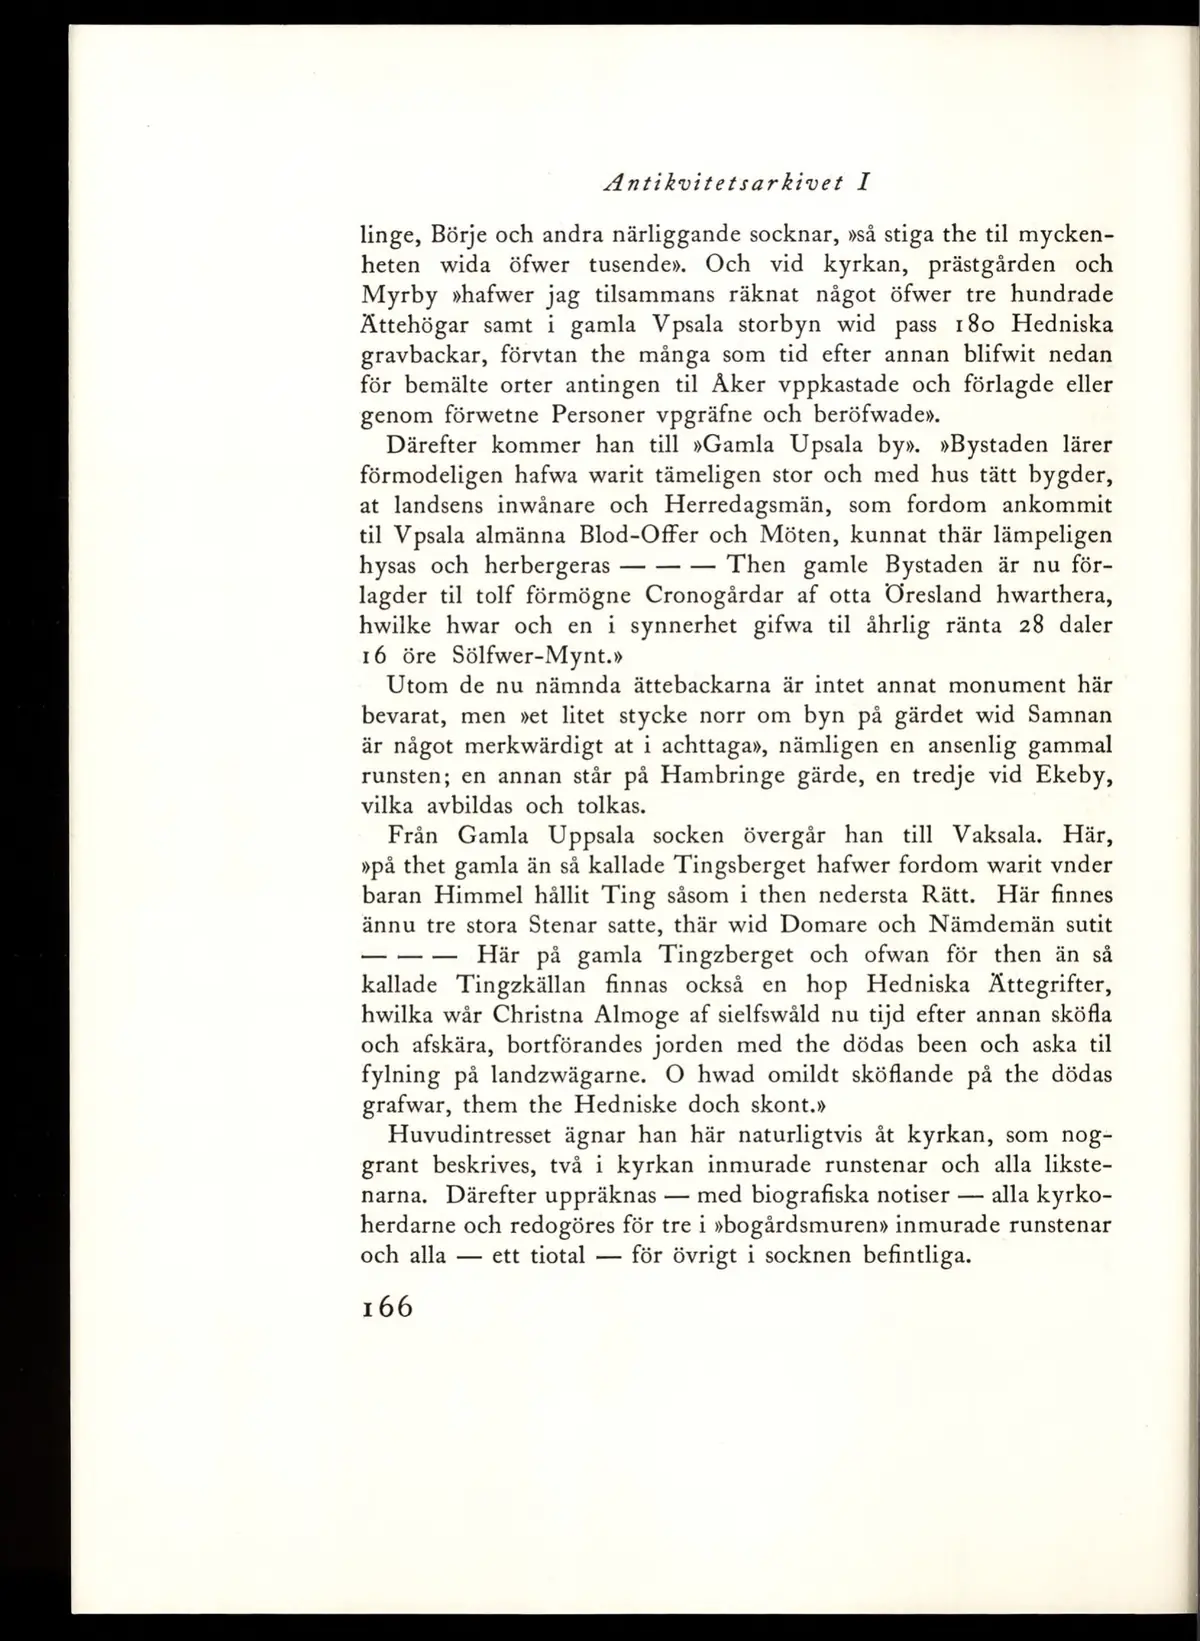 Antikvitetsarkivet I
linge, Börje och andra närliggande socknar, »så stiga the til mycken-
heten wida öfwer tusende». Och vid kyrkan, prästgården och
Myrby »hafwer jag tilsammans räknat något öfwer tre hundrade
Ättehögar samt i gamla Vpsala storbyn wid pass 180 Hedniska
gravbackar, förvtan the många som tid efter annan blifwit nedan
för bemälte orter antingen til Åker vppkastade och förlagde eller
genom förwetne Personer vpgräfne och beröfwade».
Därefter kommer han till »Gamla Upsala by». »Bystaden lärer
förmodeligen hafwa warit tämeligen stor och med hus tätt bygder,
at landsens inwånare och Herredagsmän, som fordom ankommit
til Vpsala almänna Blod-Offer och Möten, kunnat thär lämpeligen
hysas och herbergeras — — — Then gamle Bystaden är nu för-
lagder til tolf förmögne Cronogårdar af otta Öresland hwarthera,
hwilke hwar och en i synnerhet gifwa til åhrlig ränta 28 daler
16 öre Sölfwer-Mynt.»
Utom de nu nämnda ättebackarna är intet annat monument här
bevarat, men »et litet stycke norr om byn på gärdet wid Samnan
är något merkwärdigt at i achttaga», nämligen en ansenlig gammal
runsten; en annan står på Hambringe gärde, en tredje vid Ekeby,
vilka avbildas och tolkas.
Från Gamla Uppsala socken övergår han till Vaksala. Här,
»på thet gamla än så kallade Tingsberget hafwer fordom warit vnder
baran Himmel hållit Ting såsom i then nedersta Rätt. Här finnes
ännu tre stora Stenar satte, thär wid Domare och Nämdemän sutit
— — — Här på gamla Tingzberget och ofwan för then än så
kallade Tingzkällan finnas också en hop Hedniska Ättegrifter,
hwilka wår Christna Almoge af sielfswåld nu tijd efter annan sköfla
och afskära, bortförandes jorden med the dödas been och aska til
fylning på landzwägarne. O hwad omildt sköflande på the dödas
grafwar, them the Hedniske doch skont.»
Huvudintresset ägnar han här naturligtvis åt kyrkan, som nog-
grant beskrives, två i kyrkan inmurade runstenar och alla likste-
narna. Därefter uppräknas — med biografiska notiser — alla kyrko-
herdarne och redogöres för tre i »bogårdsmuren» inmurade runstenar
och alla — ett tiotal — för övrigt i socknen befintliga.
166